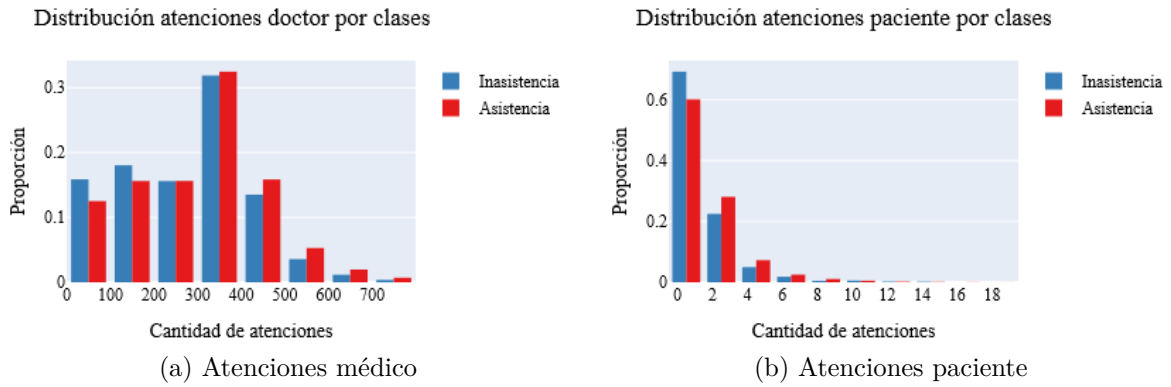 Distribución atenciones doctor por clases
0.3
0.2
0.1
0
Proporción
0 100 200 300 400 500 600 700
Cantidad de atenciones
Inasistencia
Asistencia
(a) Atenciones médico
Distribución atenciones paciente por clases
0.6
0.4
0.2
0
Proporción
0 2 4 6 8 10 12 14 16 18
Cantidad de atenciones
Inasistencia
Asistencia
(b) Atenciones paciente